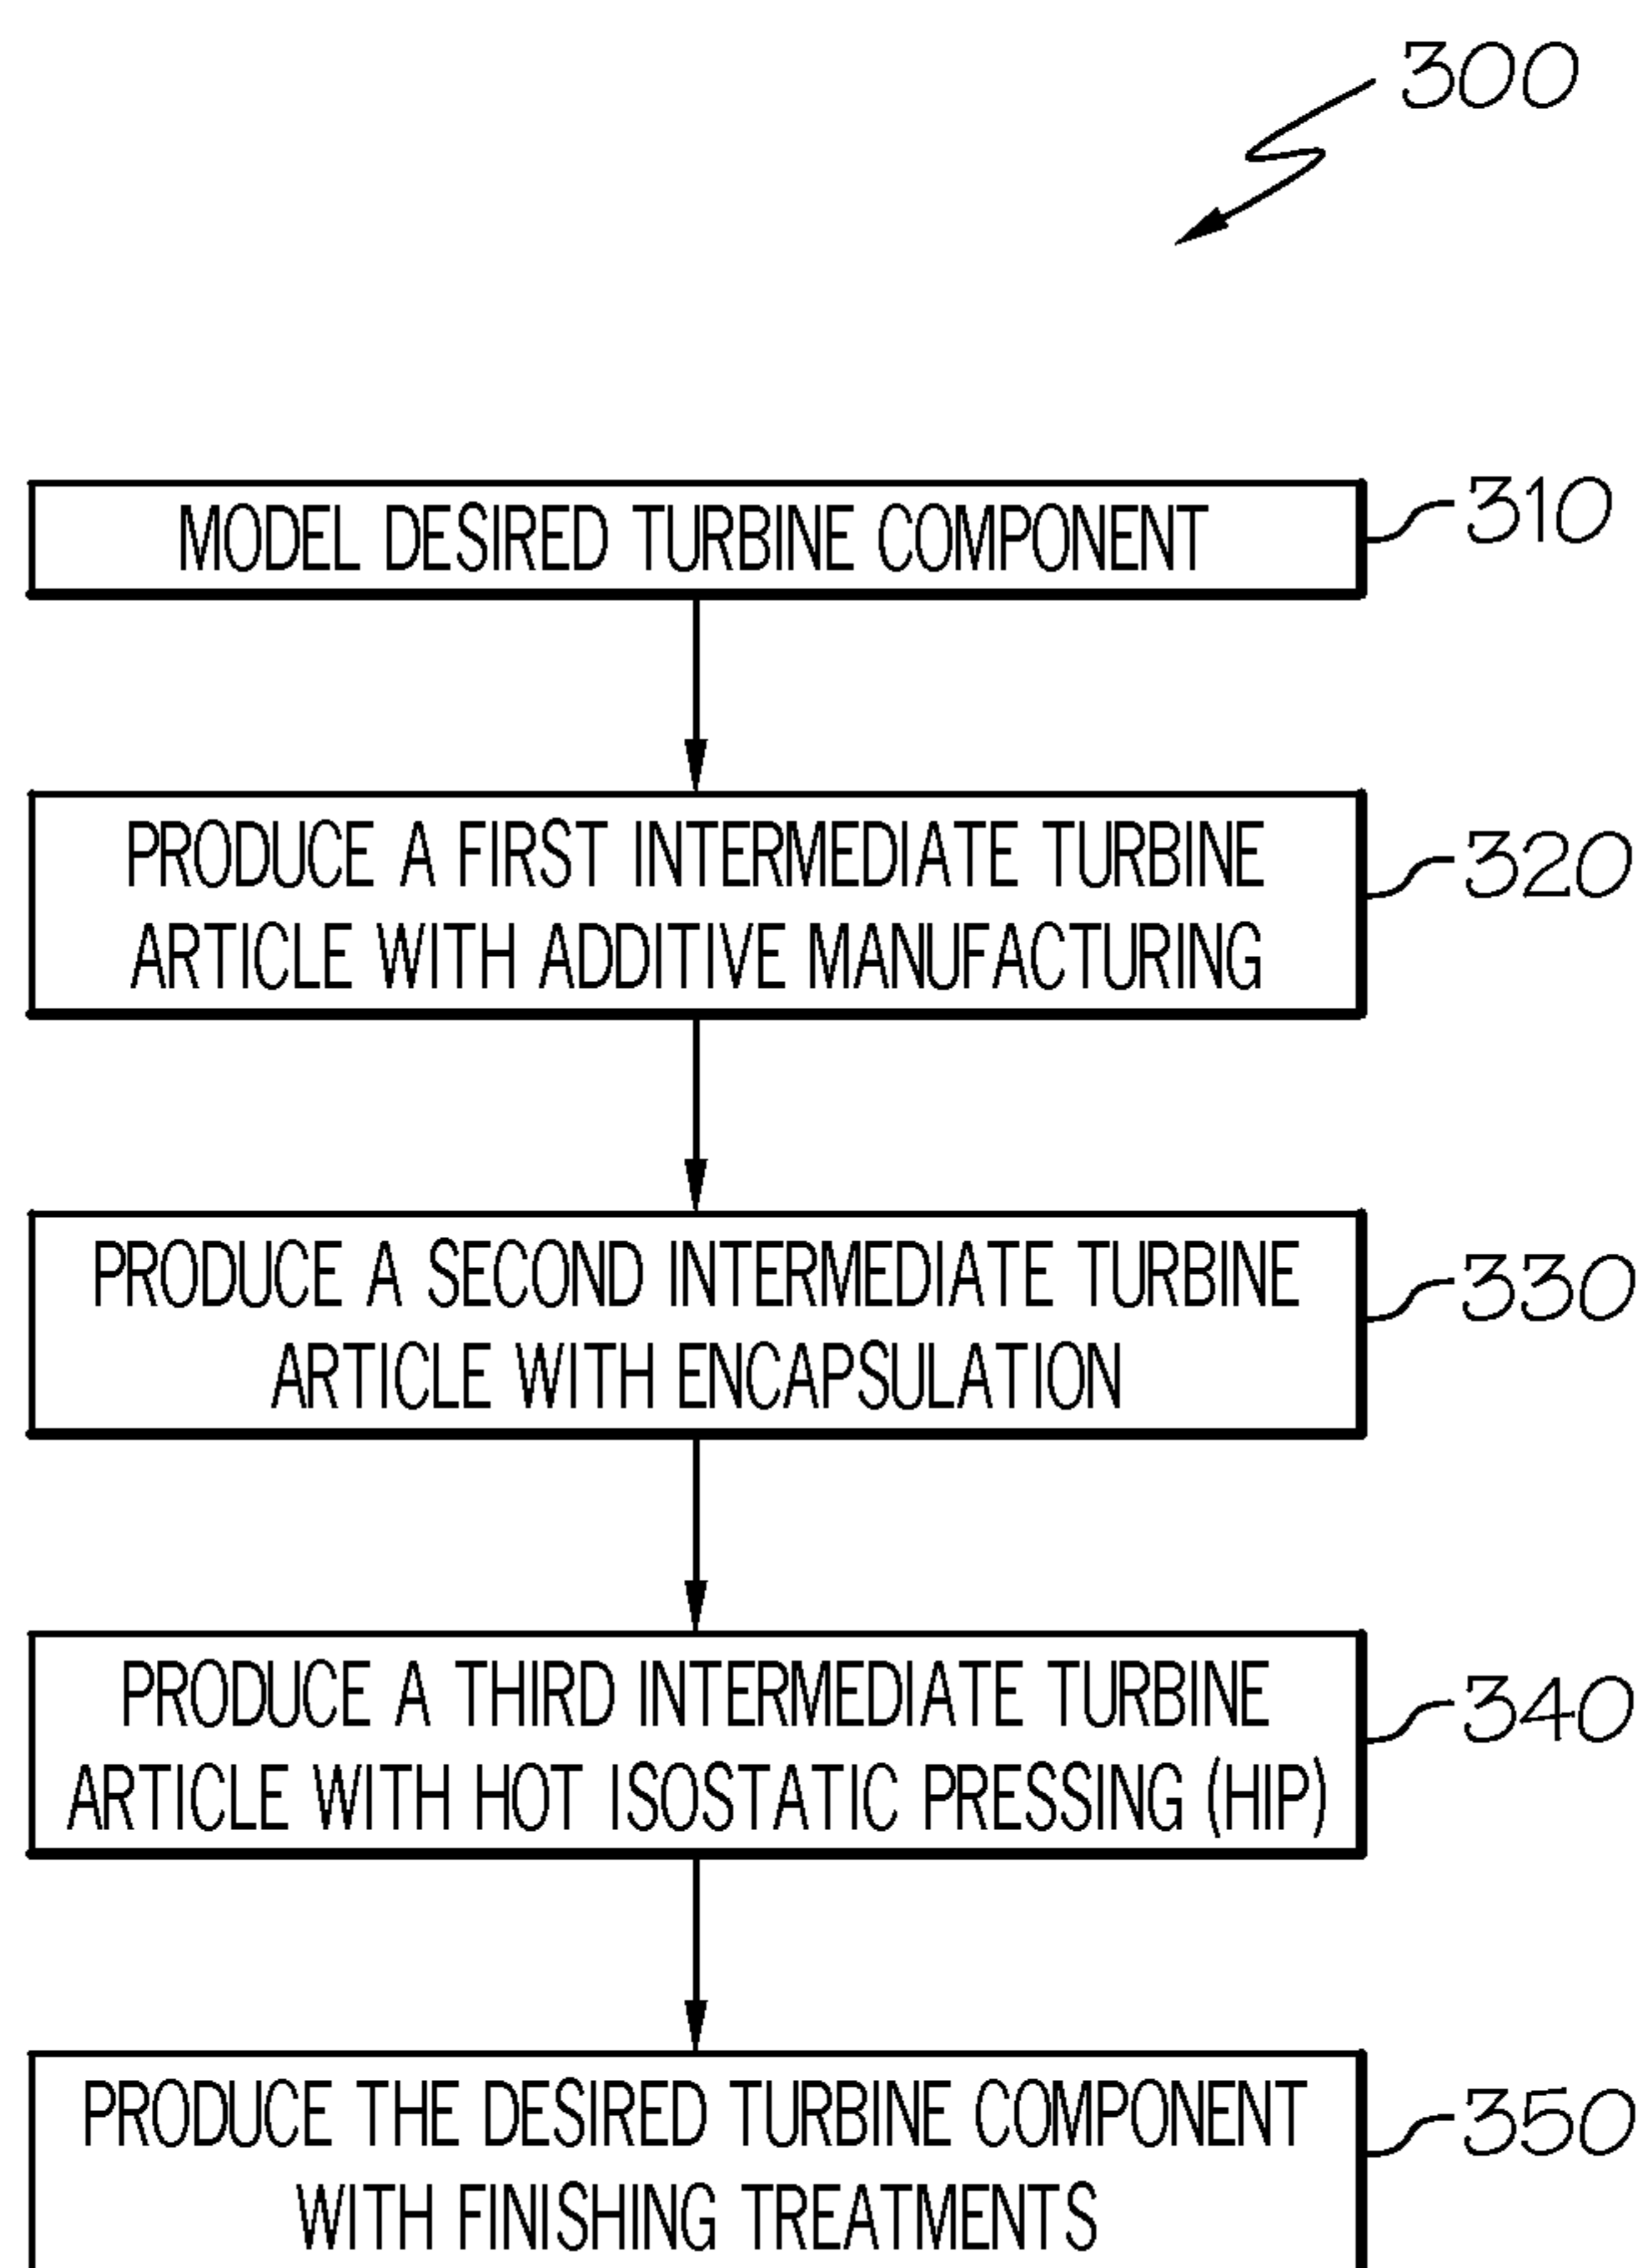 300
MODEL DESIRED TURBINE COMPONENT
310
PRODUCE A FIRST INTERMEDIATE TURBINE
ARTICLE WITH ADDITIVE MANUFACTURING
320
PRODUCE A SECOND INTERMEDIATE TURBINE
ARTICLE WITH ENCAPSULATION
330
PRODUCE A THIRD INTERMEDIATE TURBINE
ARTICLE WITH HOT ISOSTATIC PRESSING (HIP)
340
PRODUCE THE DESIRED TURBINE COMPONENT
WITH FINISHING TREATMENTS
350